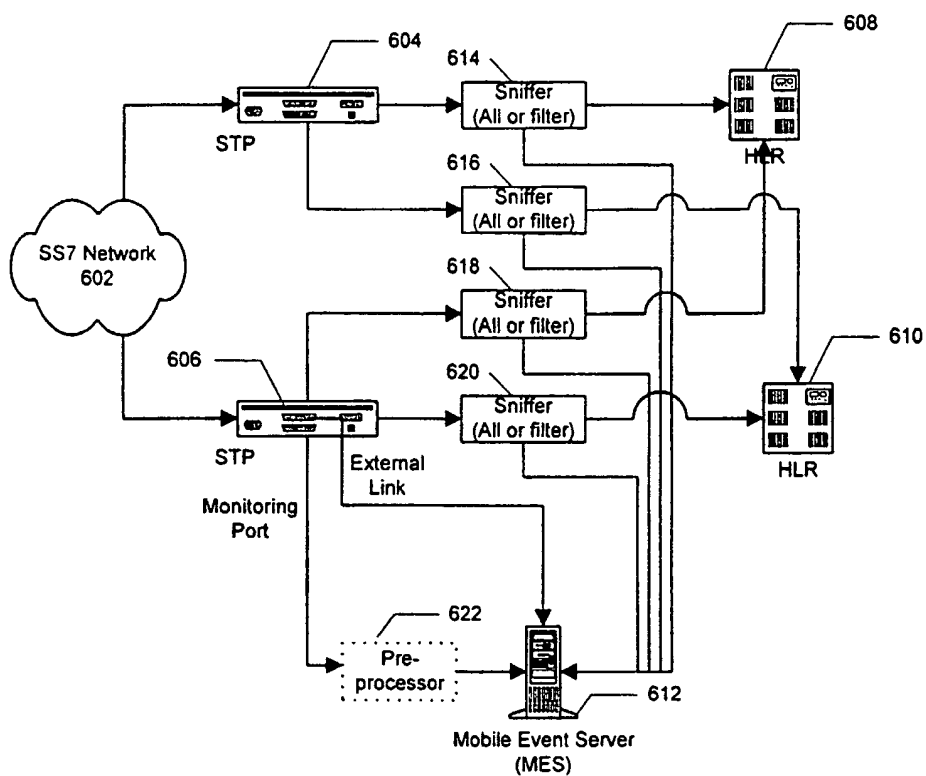 604
STP
614
Sniffer
(All or filter)
608
HLR
616
Sniffer
(All or filter)
SS7 Network
602
618
Sniffer
(All or filter)
606
STP
620
Sniffer
(All or filter)
610
HLR
External
Link
Monitoring
Port
622
Pre-
processor
612
Mobile Event Server
(MES)